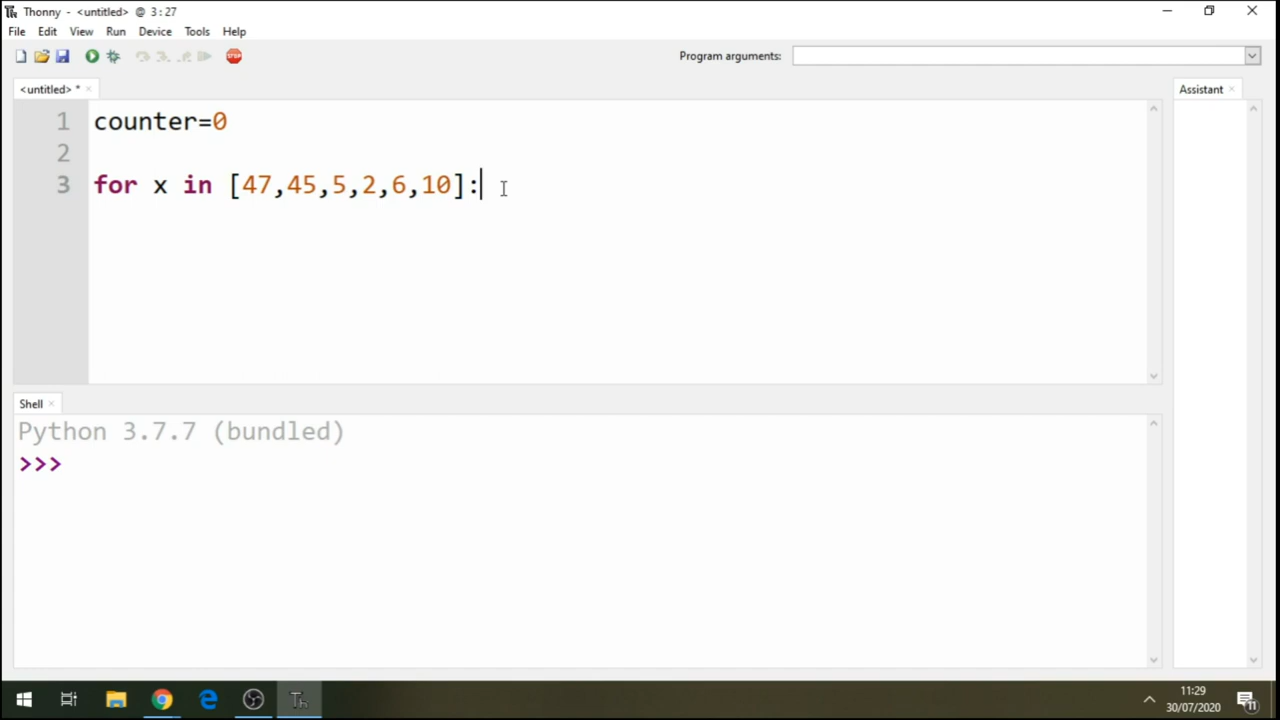 Thonny - <untitled> @ 3:27
File Edit View Run Device Tools Help
STOP
Program arguments:
<untitled> *
Assistant
1 counter=0
2
3 for x in [47,45,5,2,6,10]:
Shell
Python 3.7.7 (bundled)
>>>
11:29
30/07/2020
11